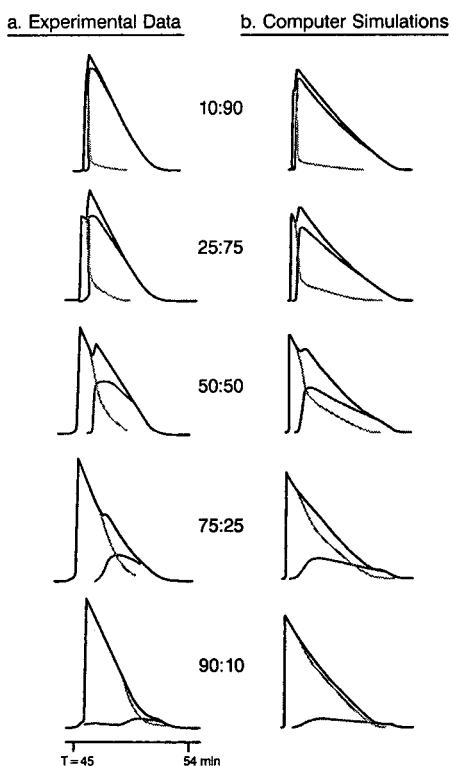 a. Experimental Data
b. Computer Simulations
10:90
25:75
50:50
75:25
90:10
T = 45
54 min